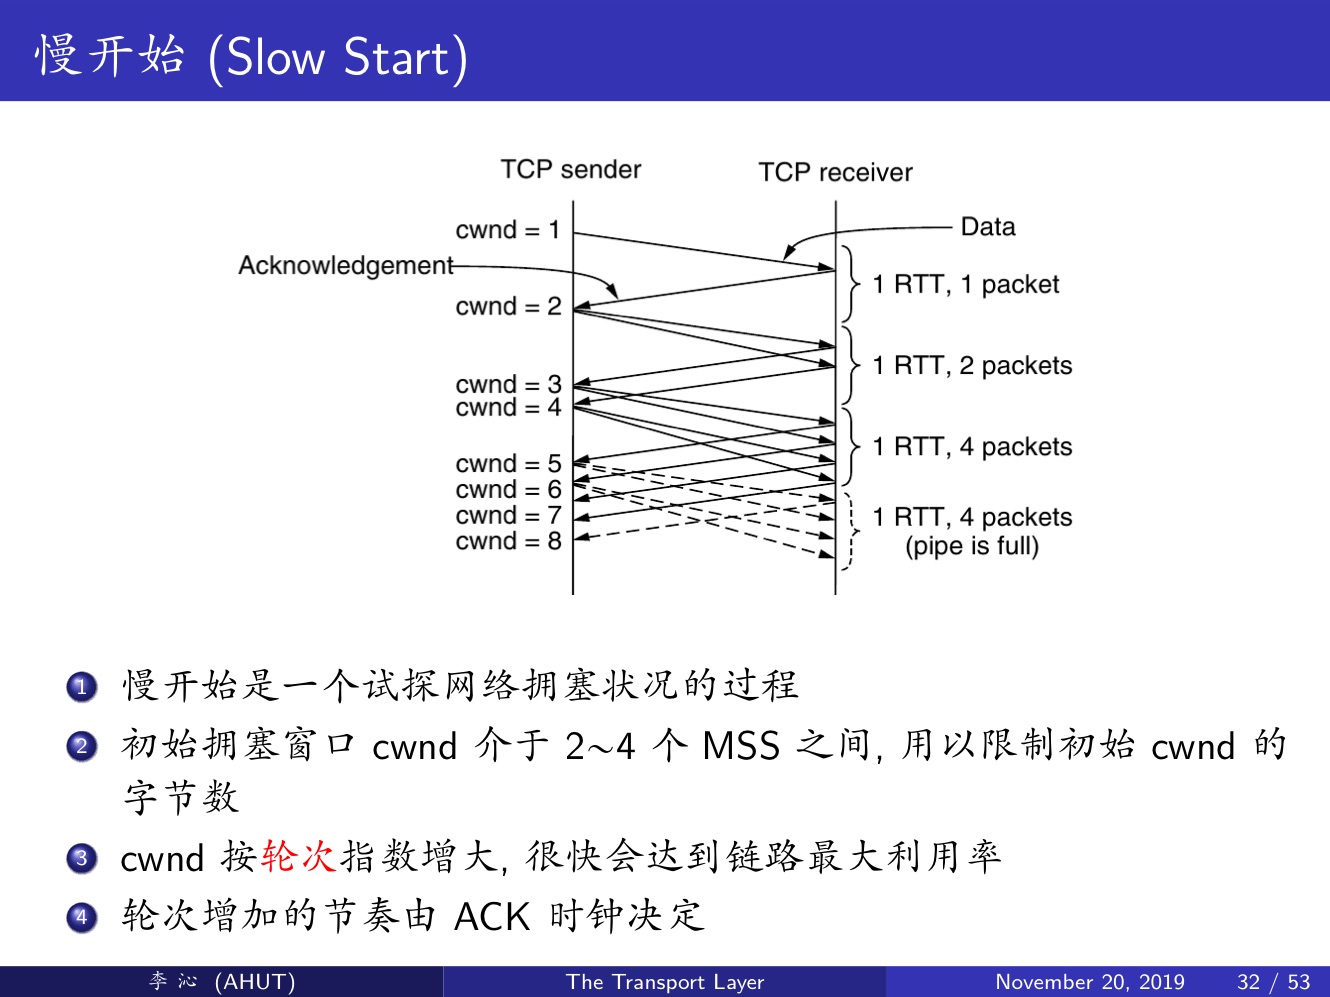 慢开始 (Slow Start)
TCP sender
TCP receiver
cwnd = 1
Data
Acknowledgement
1 RTT, 1 packet
cwnd = 2
1 RTT, 2 packets
cwnd = 3
cwnd = 4
1 RTT, 4 packets
cwnd = 5
cwnd = 6
cwnd = 7
1 RTT, 4 packets
cwnd = 8
(pipe is full)
1 慢开始是一个试探网络拥塞状况的过程
2 初始拥塞窗口 cwnd 介于 2~4 个 MSS 之间, 用以限制初始 cwnd 的
字节数
3 cwnd 按轮次指数增大, 很快会达到链路最大利用率
4 轮次增加的节奏由 ACK 时钟决定
李 沁 (AHUT) The Transport Layer November 20, 2019 32 / 53